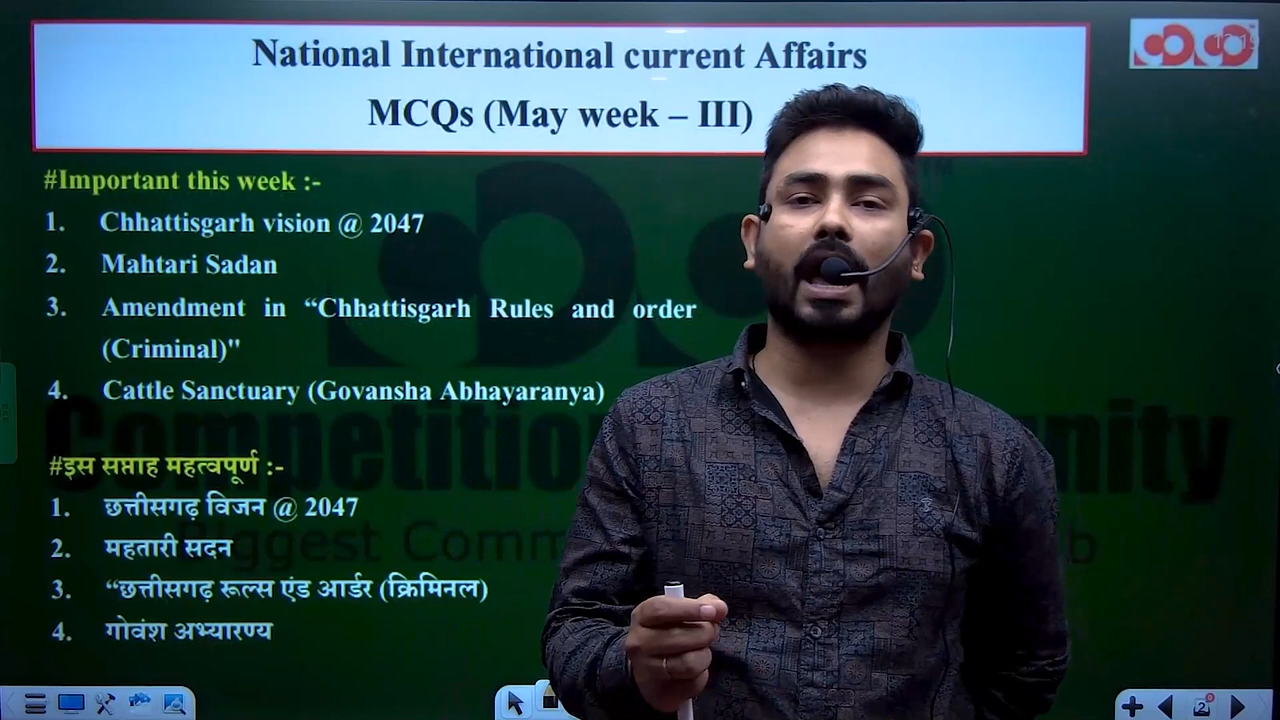 National International current Affairs
MCQs (May week – III)
#Important this week :-
1. Chhattisgarh vision @ 2047
2. Mahtari Sadan
3. Amendment in “Chhattisgarh Rules and order
(Criminal)"
4. Cattle Sanctuary (Govansha Abhayaranya)
#इस सप्ताह महत्वपूर्ण :-
1. छत्तीसगढ़ विजन @ 2047
2. महतारी सदन
3. “छत्तीसगढ़ रूल्स एंड आर्डर (क्रिमिनल)
4. गोवंश अभ्यारण्य
2